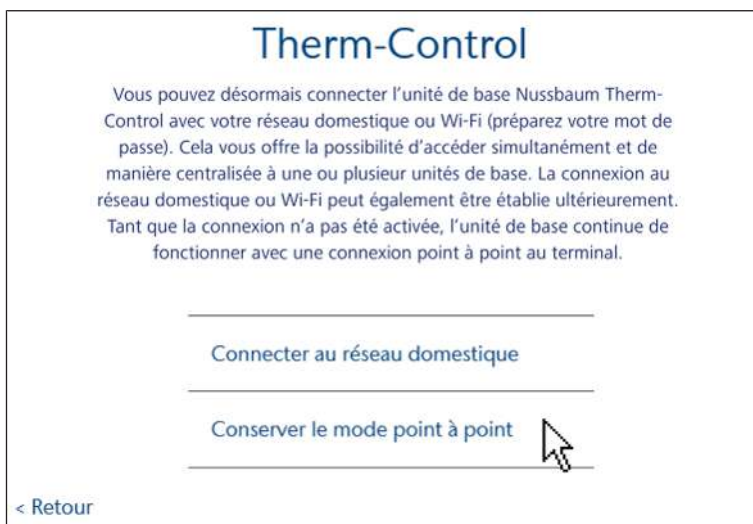 Therm-Control
Vous pouvez désormais connecter l'unité de base Nussbaum Therm-
Control avec votre réseau domestique ou Wi-Fi (préparez votre mot de
passe). Cela vous offre la possibilité d'accéder simultanément et de
manière centralisée à une ou plusieur unités de base. La connexion au
réseau domestique ou Wi-Fi peut également être établie ultérieurement.
Tant que la connexion n'a pas été activée, l'unité de base continue de
fonctionner avec une connexion point à point au terminal.
Connecter au réseau domestique
Conserver le mode point à point
< Retour